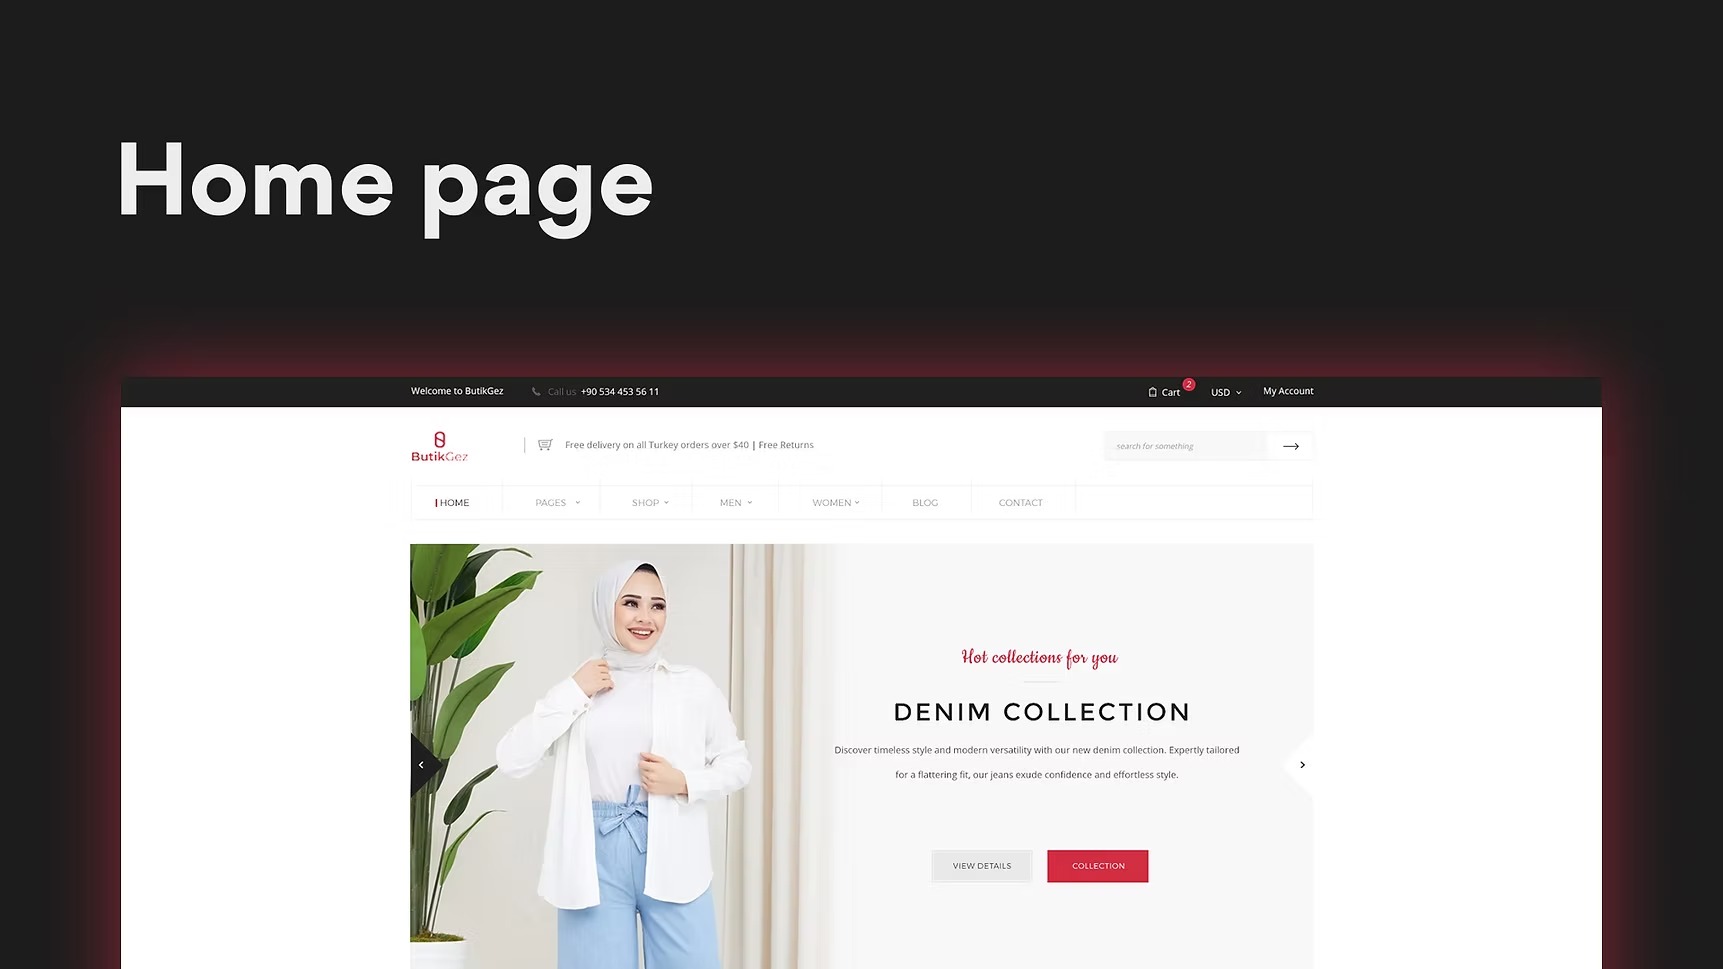 Home page
Welcome to ButikGez
Call us +90 534 453 56 11
Cart 2
USD
My Account
ButikGez
Free delivery on all Turkey orders over $40 | Free Returns
search for something
HOME
PAGES
SHOP
MEN
WOMEN
BLOG
CONTACT
Hot collections for you
DENIM COLLECTION
Discover timeless style and modern versatility with our new denim collection. Expertly tailored
for a flattering fit, our jeans exude confidence and effortless style.
VIEW DETAILS
COLLECTION